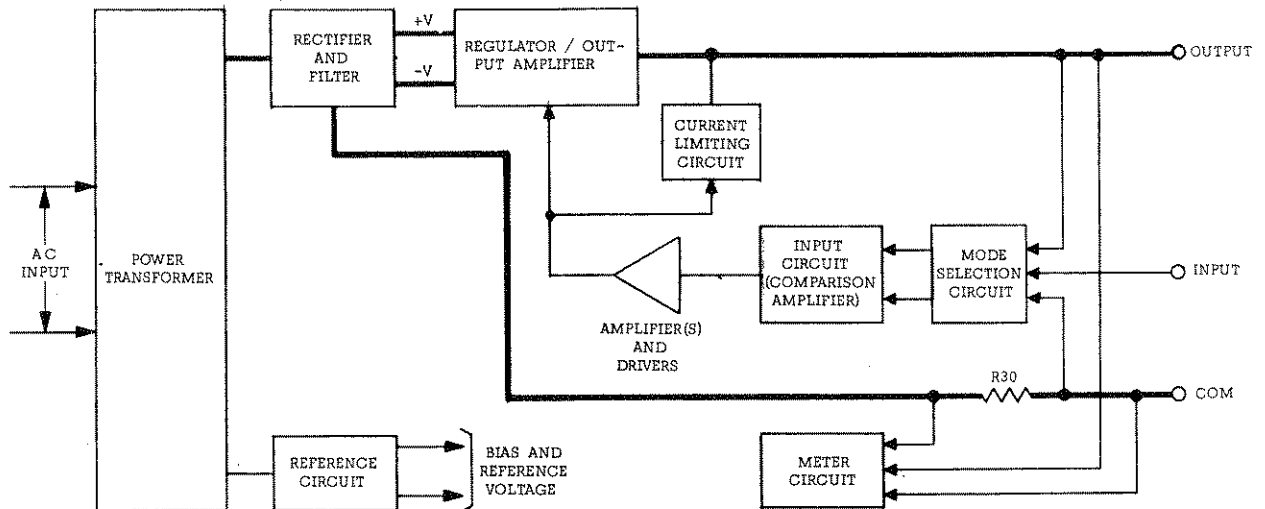 RECTIFIER
AND
FILTER
+V
-V
REGULATOR / OUT-
PUT AMPLIFIER
OUTPUT
CURRENT
LIMITING
CIRCUIT
AC
INPUT
POWER
TRANSFORMER
INPUT
CIRCUIT
(COMPARISON
AMPLIFIER)
MODE
SELECTION
CIRCUIT
INPUT
AMPLIFIER(S)
AND
DRIVERS
R30
COM
REFERENCE
CIRCUIT
BIAS AND
REFERENCE
VOLTAGE
METER
CIRCUIT